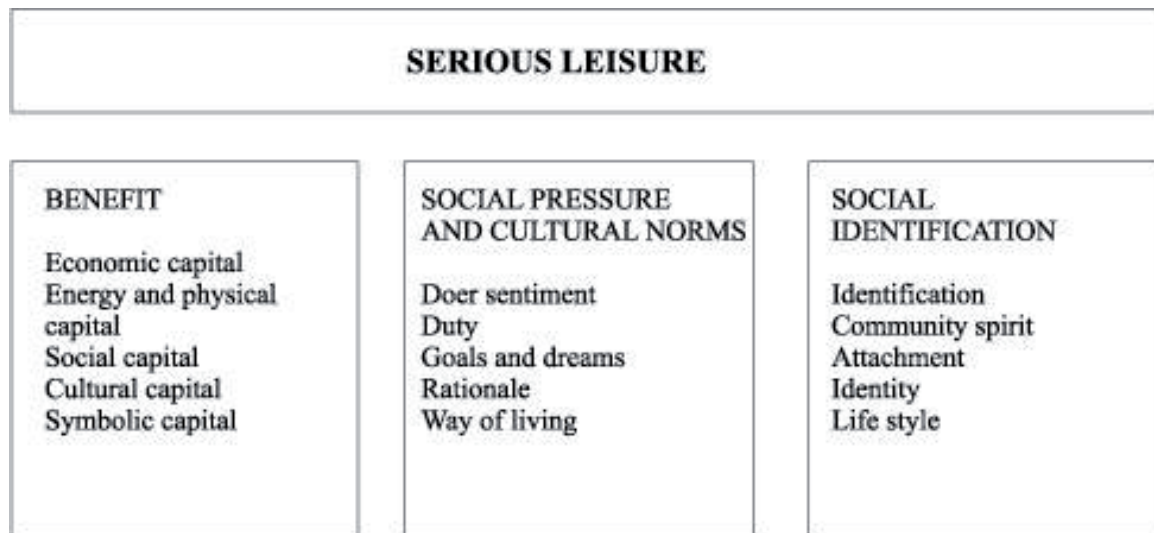 SERIOUS LEISURE
BENEFIT
Economic capital
Energy and physical
capital
Social capital
Cultural capital
Symbolic capital
SOCIAL PRESSURE
AND CULTURAL NORMS
Doer sentiment
Duty
Goals and dreams
Rationale
Way of living
SOCIAL
IDENTIFICATION
Identification
Community spirit
Attachment
Identity
Life style